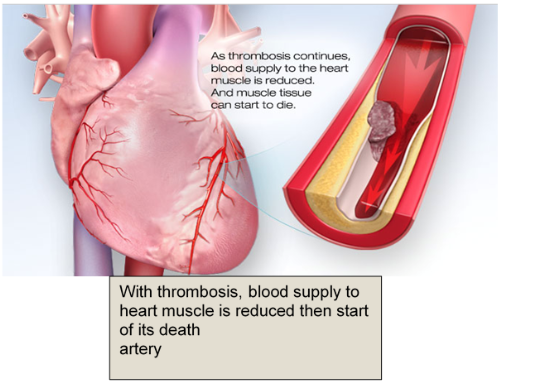 As thrombosis continues,
blood supply to the heart
muscle is reduced.
And muscle tissue
can start to die.
With thrombosis, blood supply to
heart muscle is reduced then start
of its death
artery